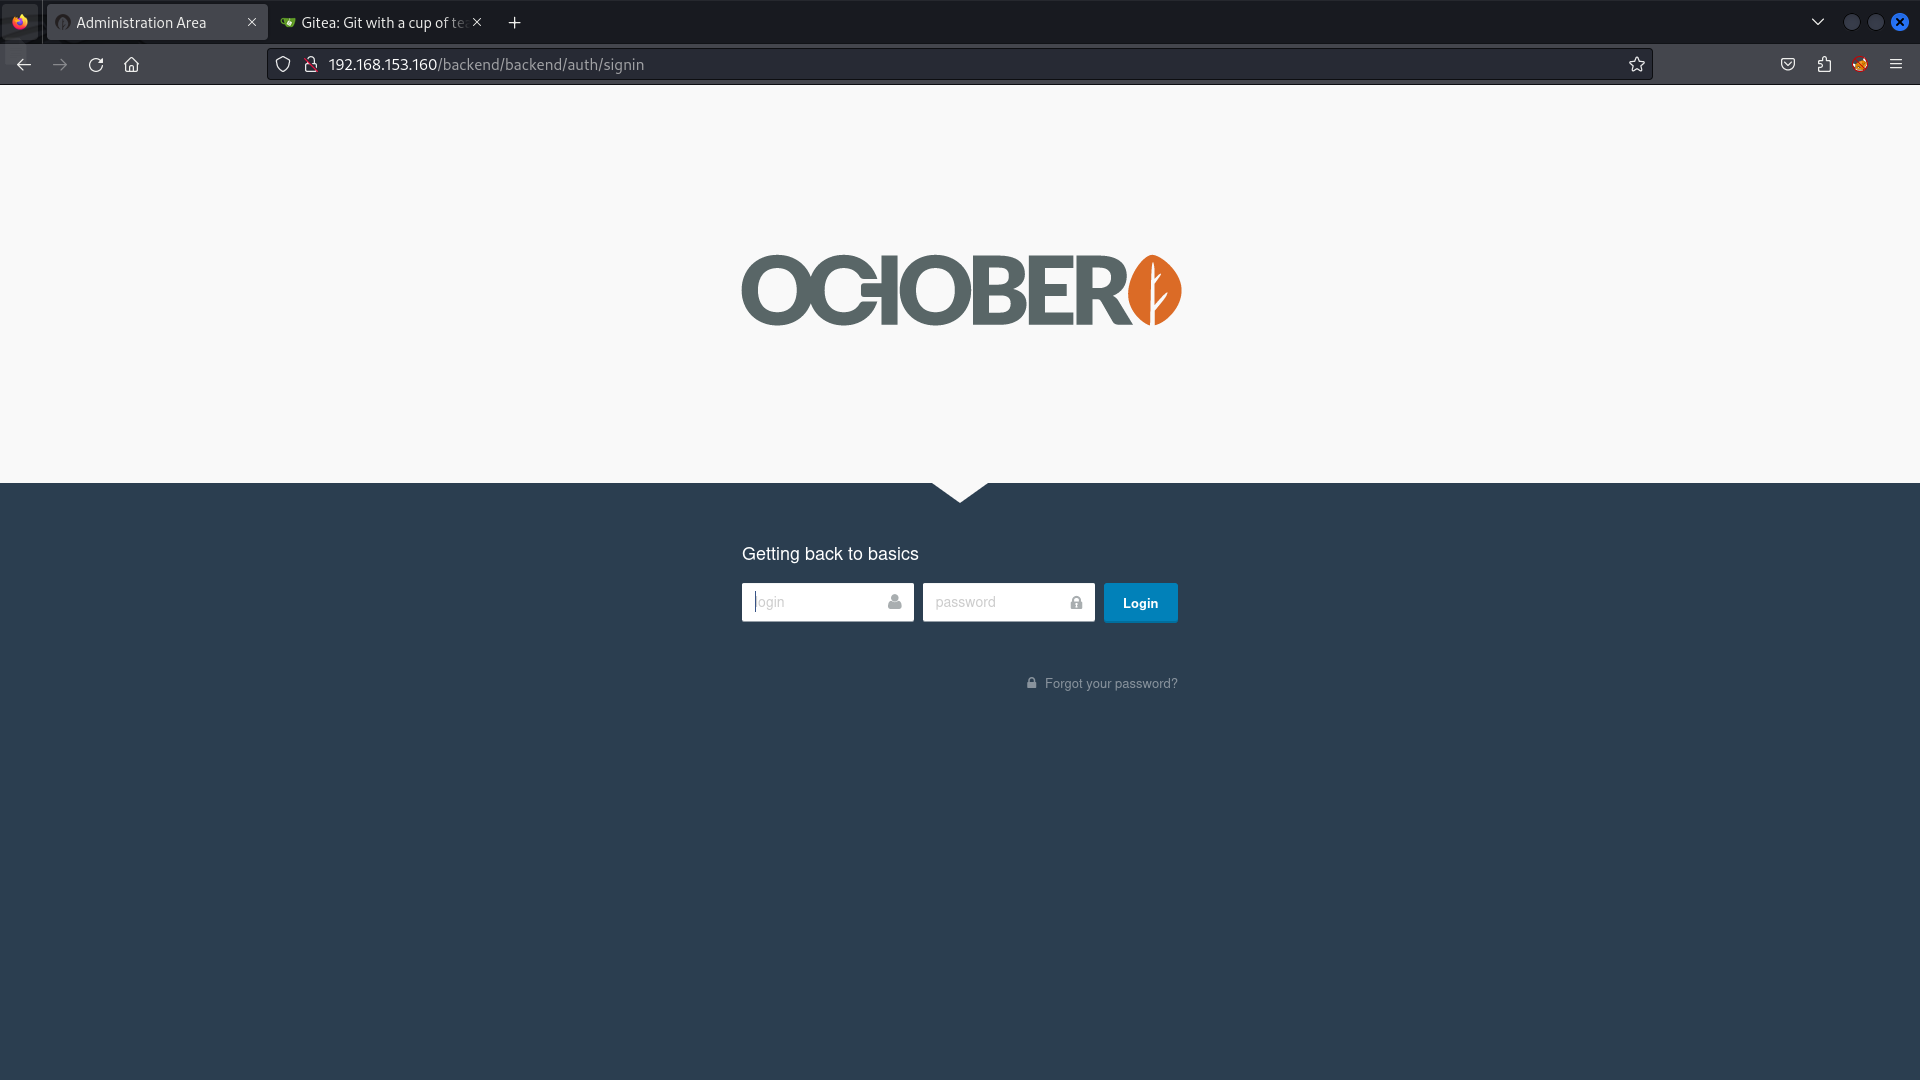 Administration Area
Gitea: Git with a cup of te
192.168.153.160/backend/backend/auth/signin
OCTOBER
Getting back to basics
login
password
Login
Forgot your password?